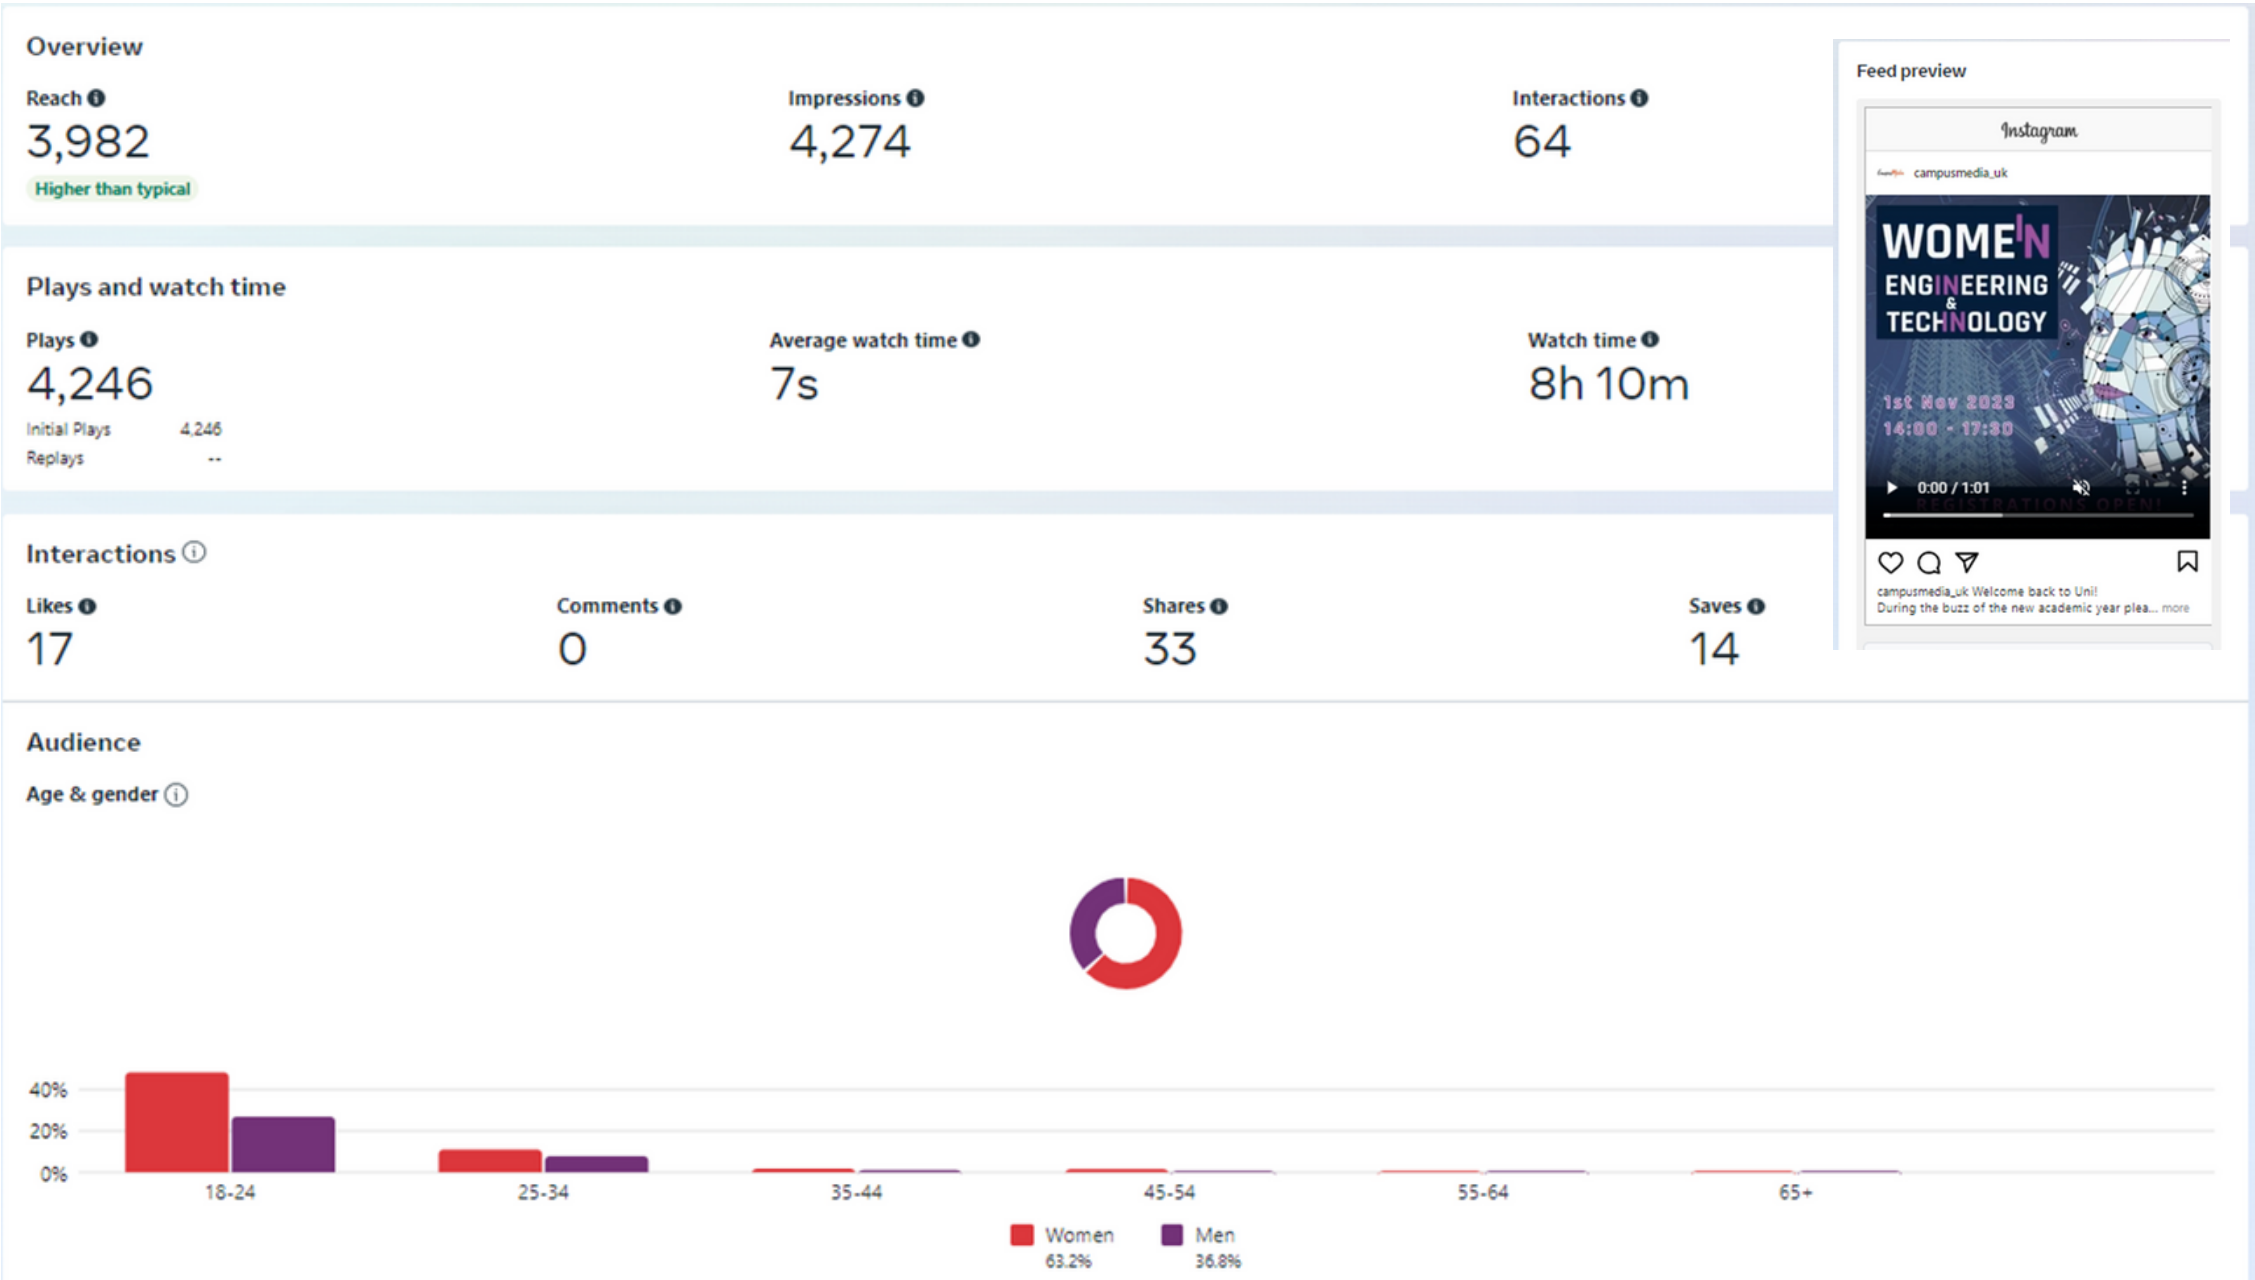 Overview
Reach
3,982
Higher than typical
Impressions
4,274
Interactions
64
Plays and watch time
Plays
4,246
Initial Plays 4,246
Replays --
Average watch time
7s
Watch time
8h 10m
Interactions
Likes
17
Comments
0
Shares
33
Saves
14
Feed preview
Instagram
campusmedia_uk
WOMEIN
ENGINEERING
&
TECHNOLOGY
1st Nov 2023
14:00 - 17:30
0:00 / 1:01
REGISTRATIONS OPEN!
campusmedia_uk Welcome back to Uni!
During the buzz of the new academic year plea... more
Audience
Age & gender
40%
20%
0%
18-24
25-34
35-44
45-54
55-64
65+
Women
63.2%
Men
36.8%